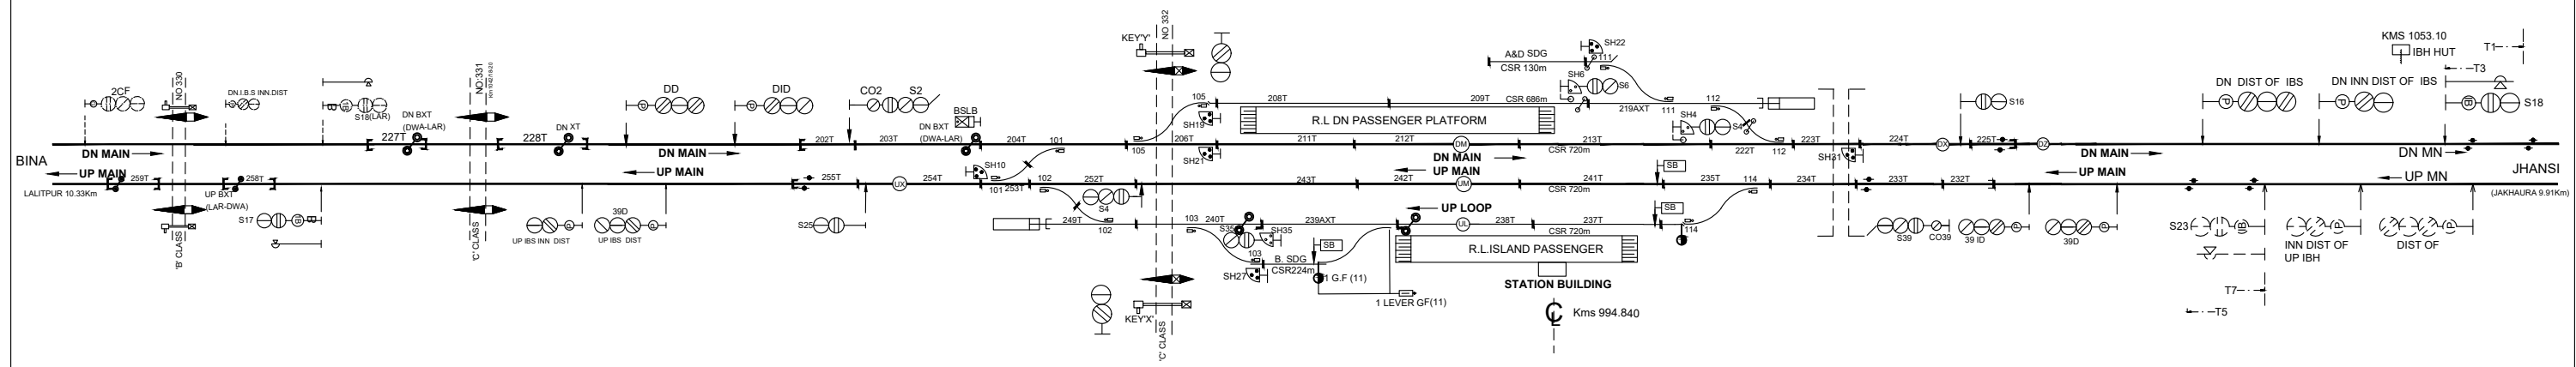 KMS 1053.10
IBH HUT
T1
T3
NO 332
KEY'Y'
SH22
A&D SDG
111
CSR 130m
SH6
S6
NO 330
2CF
DN.I.B.S INN.DIST
IB
S18(LAR)
NO:331
DD
P
DID
P
CO2
S2
DN DIST OF IBS
P
DN INN DIST OF IBS
P
B
S18
S16
DN BXT
(DWA-LAR)
227T
228T
DN XT
202T
203T
DN BXT
(DWA-LAR)
BSLB
204T
101
105
SH19
208T
209T
CSR 686m
219AXT
111
112
R.L DN PASSENGER PLATFORM
SH4
S4
BINA
DN MAIN
DN MAIN
105
206T
SH21
211T
212T
DM
213T
CSR 720m
222T
112
223T
SH31
224T
DX
225T
DZ
DN MAIN
DN MN
DN MAIN
UP MAIN
UP MAIN
UP MAIN
UP MAIN
UP MN
JHANSI
(JAKHAURA 9.91Km)
LALITPUR 10.33Km
259T
UP BXT
(LAR-DWA)
258T
255T
UX
254T
SH10
101
253T
102
252T
S4
243T
242T
UM
241T
CSR 720m
SB
235T
114
234T
233T
232T
S17
IB
B
'B' CLASS
'C' CLASS
P
UP IBS INN DIST
39D
P
UP IBS DIST
S25
249T
102
103
240T
S35
SH35
103
239AXT
UP LOOP
UL
238T
237T
CSR 720m
SB
114
S39
CO39
39 ID
P
39D
P
S23
IB
INN DIST OF
UP IBH
P
DIST OF
P
SB
B. SDG
CSR224m
SH27
1 G.F (11)
1 LEVER GF(11)
R.L.ISLAND PASSENGER
STATION BUILDING
Kms 994.840
KEY'X'
'C' CLASS
T7
T5